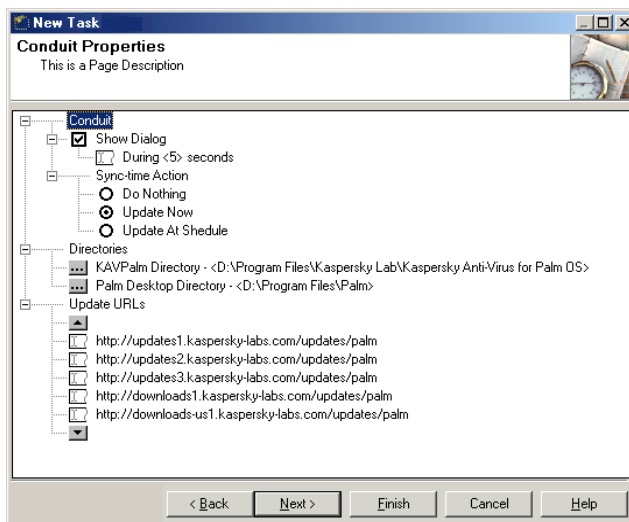 New Task
Conduit Properties
This is a Page Description
Conduit
Show Dialog
During <5> seconds
Sync-time Action
Do Nothing
Update Now
Update At Shedule
Directories
... KAVPalm Directory - <D:\Program Files\Kaspersky Lab\Kaspersky Anti-Virus for Palm OS>
... Palm Desktop Directory - <D:\Program Files\Palm>
Update URLs
http://updates1.kaspersky-labs.com/updates/palm
http://updates2.kaspersky-labs.com/updates/palm
http://updates3.kaspersky-labs.com/updates/palm
http://downloads1.kaspersky-labs.com/updates/palm
http://downloads-us1.kaspersky-labs.com/updates/palm
< Back Next > Finish Cancel Help